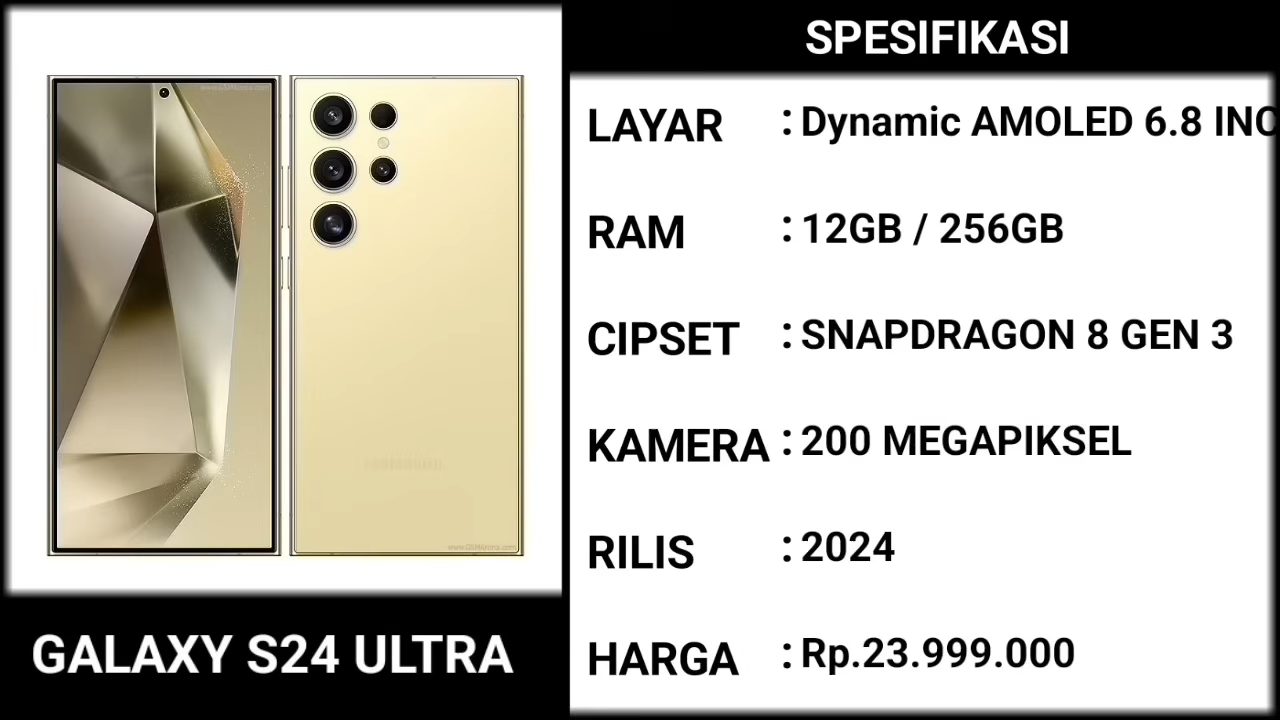 SPESIFIKASI
LAYAR : Dynamic AMOLED 6.8 INC
RAM : 12GB / 256GB
CIPSET : SNAPDRAGON 8 GEN 3
KAMERA : 200 MEGAPIKSEL
RILIS : 2024
HARGA : Rp.23.999.000
GALAXY S24 ULTRA